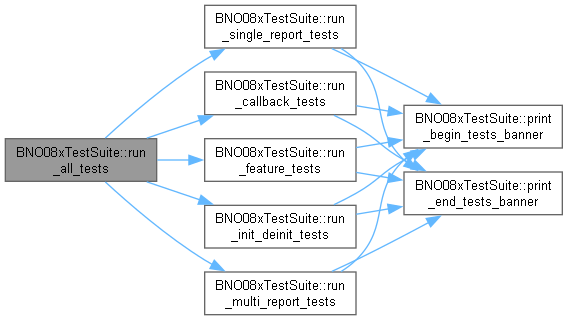 BNO08xTestSuite::run
_all_tests
BNO08xTestSuite::run
_single_report_tests
BNO08xTestSuite::run
_callback_tests
BNO08xTestSuite::run
_feature_tests
BNO08xTestSuite::run
_init_deinit_tests
BNO08xTestSuite::run
_multi_report_tests
BNO08xTestSuite::print
_begin_tests_banner
BNO08xTestSuite::print
_end_tests_banner